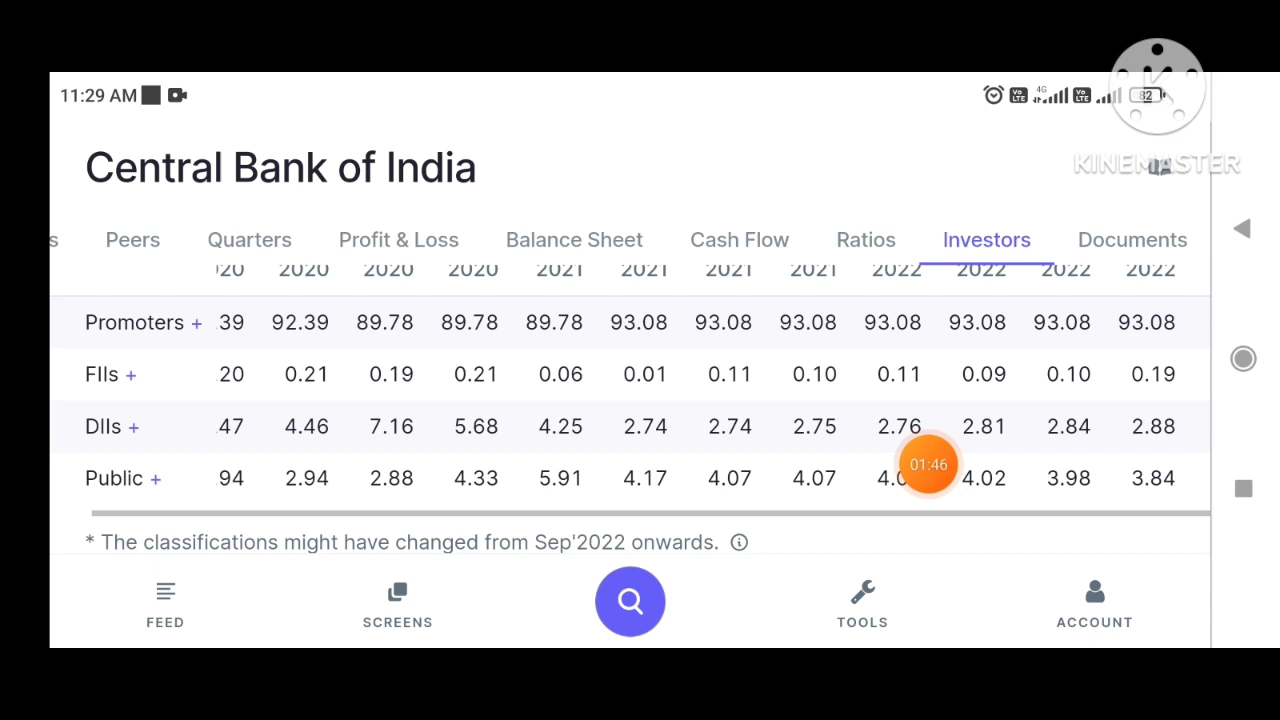 11:29 AM
4G
82
KINEMASTER
Central Bank of India
s Peers Quarters Profit & Loss Balance Sheet Cash Flow Ratios Investors Documents
20 2020 2020 2020 2021 2021 2021 2021 2022 2022 2022 2022
Promoters + .39 92.39 89.78 89.78 89.78 93.08 93.08 93.08 93.08 93.08 93.08 93.08
FIIs + 20 0.21 0.19 0.21 0.06 0.01 0.11 0.10 0.11 0.09 0.10 0.19
DIIs + .47 4.46 7.16 5.68 4.25 2.74 2.74 2.75 2.76 2.81 2.84 2.88
Public + .94 2.94 2.88 4.33 5.91 4.17 4.07 4.07 4.02 3.98 3.84
01:46
* The classifications might have changed from Sep'2022 onwards.
FEED SCREENS TOOLS ACCOUNT